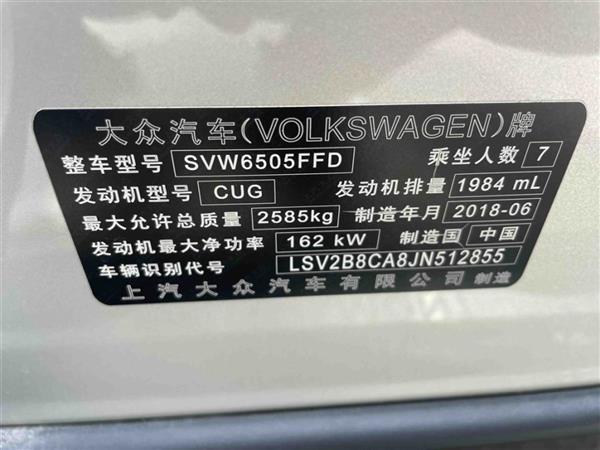 大众汽车(VOLKSWAGEN)牌
整车型号 SVW6505FFD 乘坐人数 7
发动机型号 CUG 发动机排量 1984 mL
最大允许总质量 2585kg 制造年月 2018-06
发动机最大净功率 162 kW 制造国 中国
车辆识别代号 LSV2B8CA8JN512855
上汽大众汽车有限公司 制造